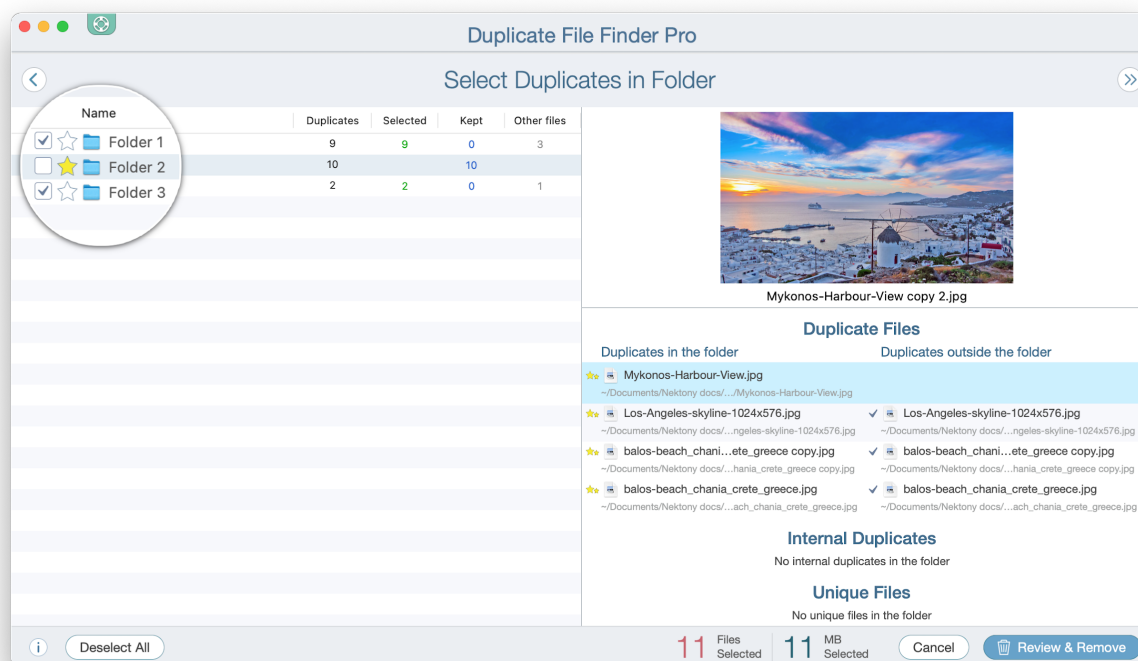 Duplicate File Finder Pro
Select Duplicates in Folder
Name
Duplicates Selected Kept Other files
Folder 1 9 9 0 3
Folder 2 10 10
Folder 3 2 2 0 1
Mykonos-Harbour-View copy 2.jpg
Duplicate Files
Duplicates in the folder Duplicates outside the folder
Mykonos-Harbour-View.jpg
~/Documents/Nektony docs/.../Mykonos-Harbour-View.jpg
Los-Angeles-skyline-1024x576.jpg Los-Angeles-skyline-1024x576.jpg
~/Documents/Nektony docs/...ngeles-skyline-1024x576.jpg ~/Documents/Nektony docs/...ngeles-skyline-1024x576.jpg
balos-beach_chani...ete_greece copy.jpg balos-beach_chani...ete_greece copy.jpg
~/Documents/Nektony docs/...hania_crete_greece copy.jpg ~/Documents/Nektony docs/...hania_crete_greece copy.jpg
balos-beach_chania_crete_greece.jpg balos-beach_chania_crete_greece.jpg
~/Documents/Nektony docs/...ach_chania_crete_greece.jpg ~/Documents/Nektony docs/...ach_chania_crete_greece.jpg
Internal Duplicates
No internal duplicates in the folder
Unique Files
No unique files in the folder
i Deselect All 11 Files Selected 11 MB Selected Cancel Review & Remove